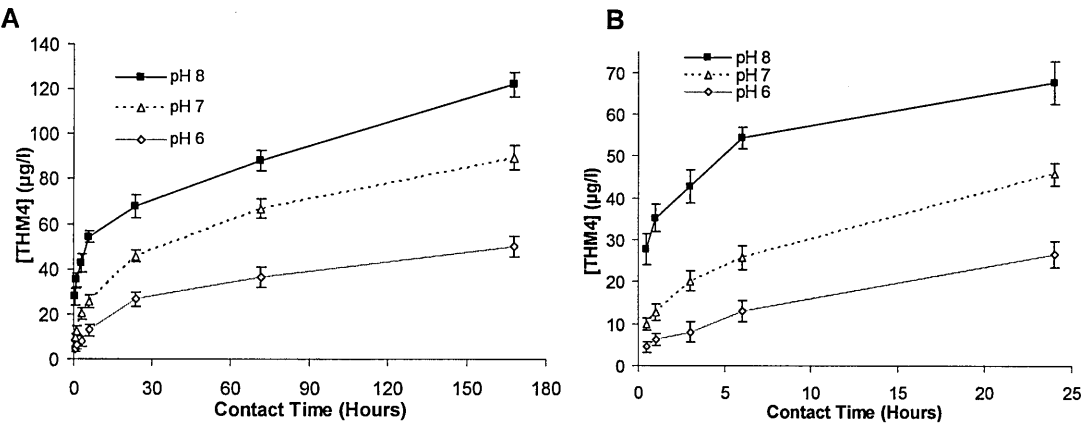 A
[THM4] (µg/l)
140
120
100
80
60
40
20
0
pH 8
pH 7
pH 6
0 30 60 90 120 150 180
Contact Time (Hours)
B
[THM4] (µg/l)
70
60
50
40
30
20
10
0
pH 8
pH 7
pH 6
0 5 10 15 20 25
Contact Time (Hours)